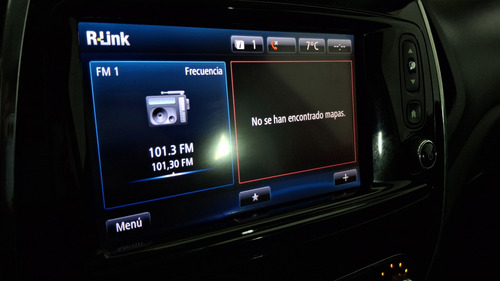 R-Link
1
7°C
--:--
FM 1
Frecuencia
No se han encontrado mapas.
101.3 FM
101,30 FM
Menú
+